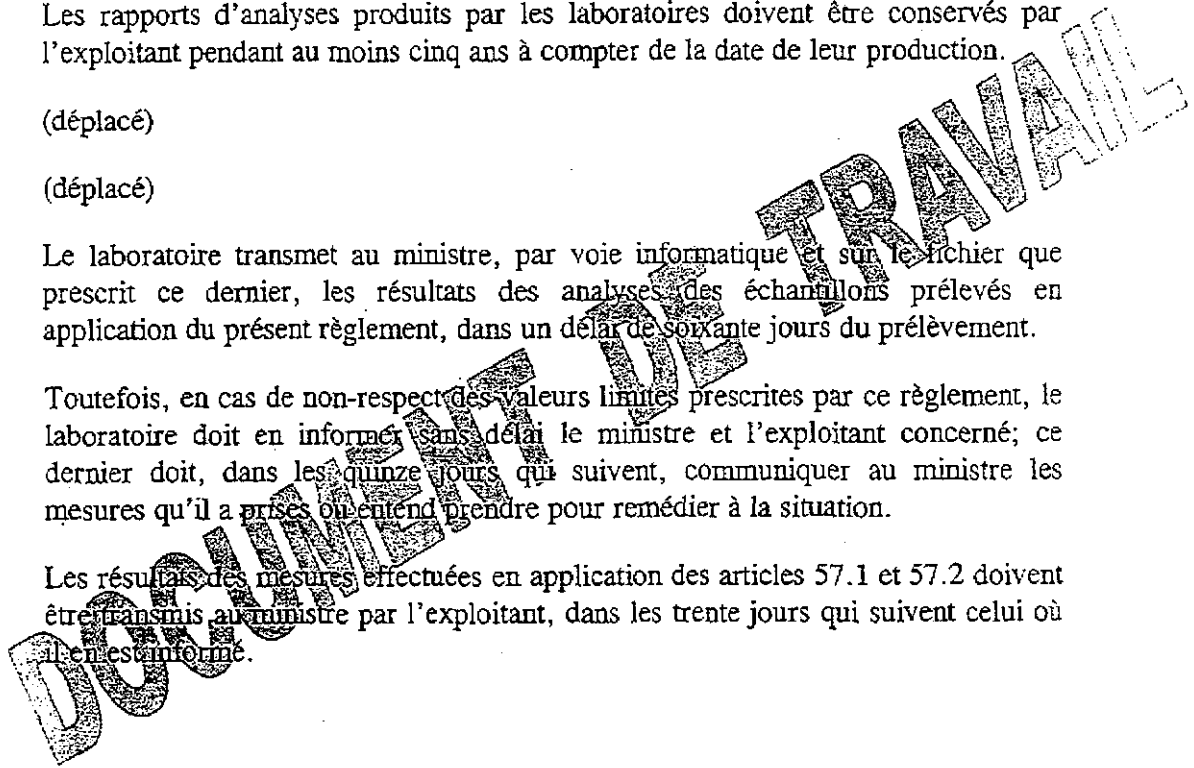 Les rapports d'analyses produits par les laboratoires doivent être conservés par
l'exploitant pendant au moins cinq ans à compter de la date de leur production.
(déplacé)
(déplacé)
Le laboratoire transmet au ministre, par voie informatique et sur le fichier que
prescrit ce dernier, les résultats des analyses des échantillons prélevés en
application du présent règlement, dans un délai de soixante jours du prélèvement.
Toutefois, en cas de non-respect des valeurs limites prescrites par ce règlement, le
laboratoire doit en informer sans délai le ministre et l'exploitant concerné; ce
dernier doit, dans les quinze jours qui suivent, communiquer au ministre les
mesures qu'il a prises ou entend prendre pour remédier à la situation.
Les résultats des mesures effectuées en application des articles 57.1 et 57.2 doivent
être transmis au ministre par l'exploitant, dans les trente jours qui suivent celui où
il en est informé.
DOCUMENT DE TRAVAIL